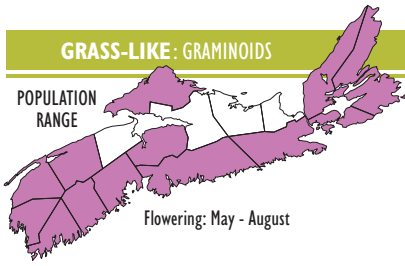 GRASS-LIKE: GRAMINOIDS
POPULATION
RANGE
Flowering: May - August